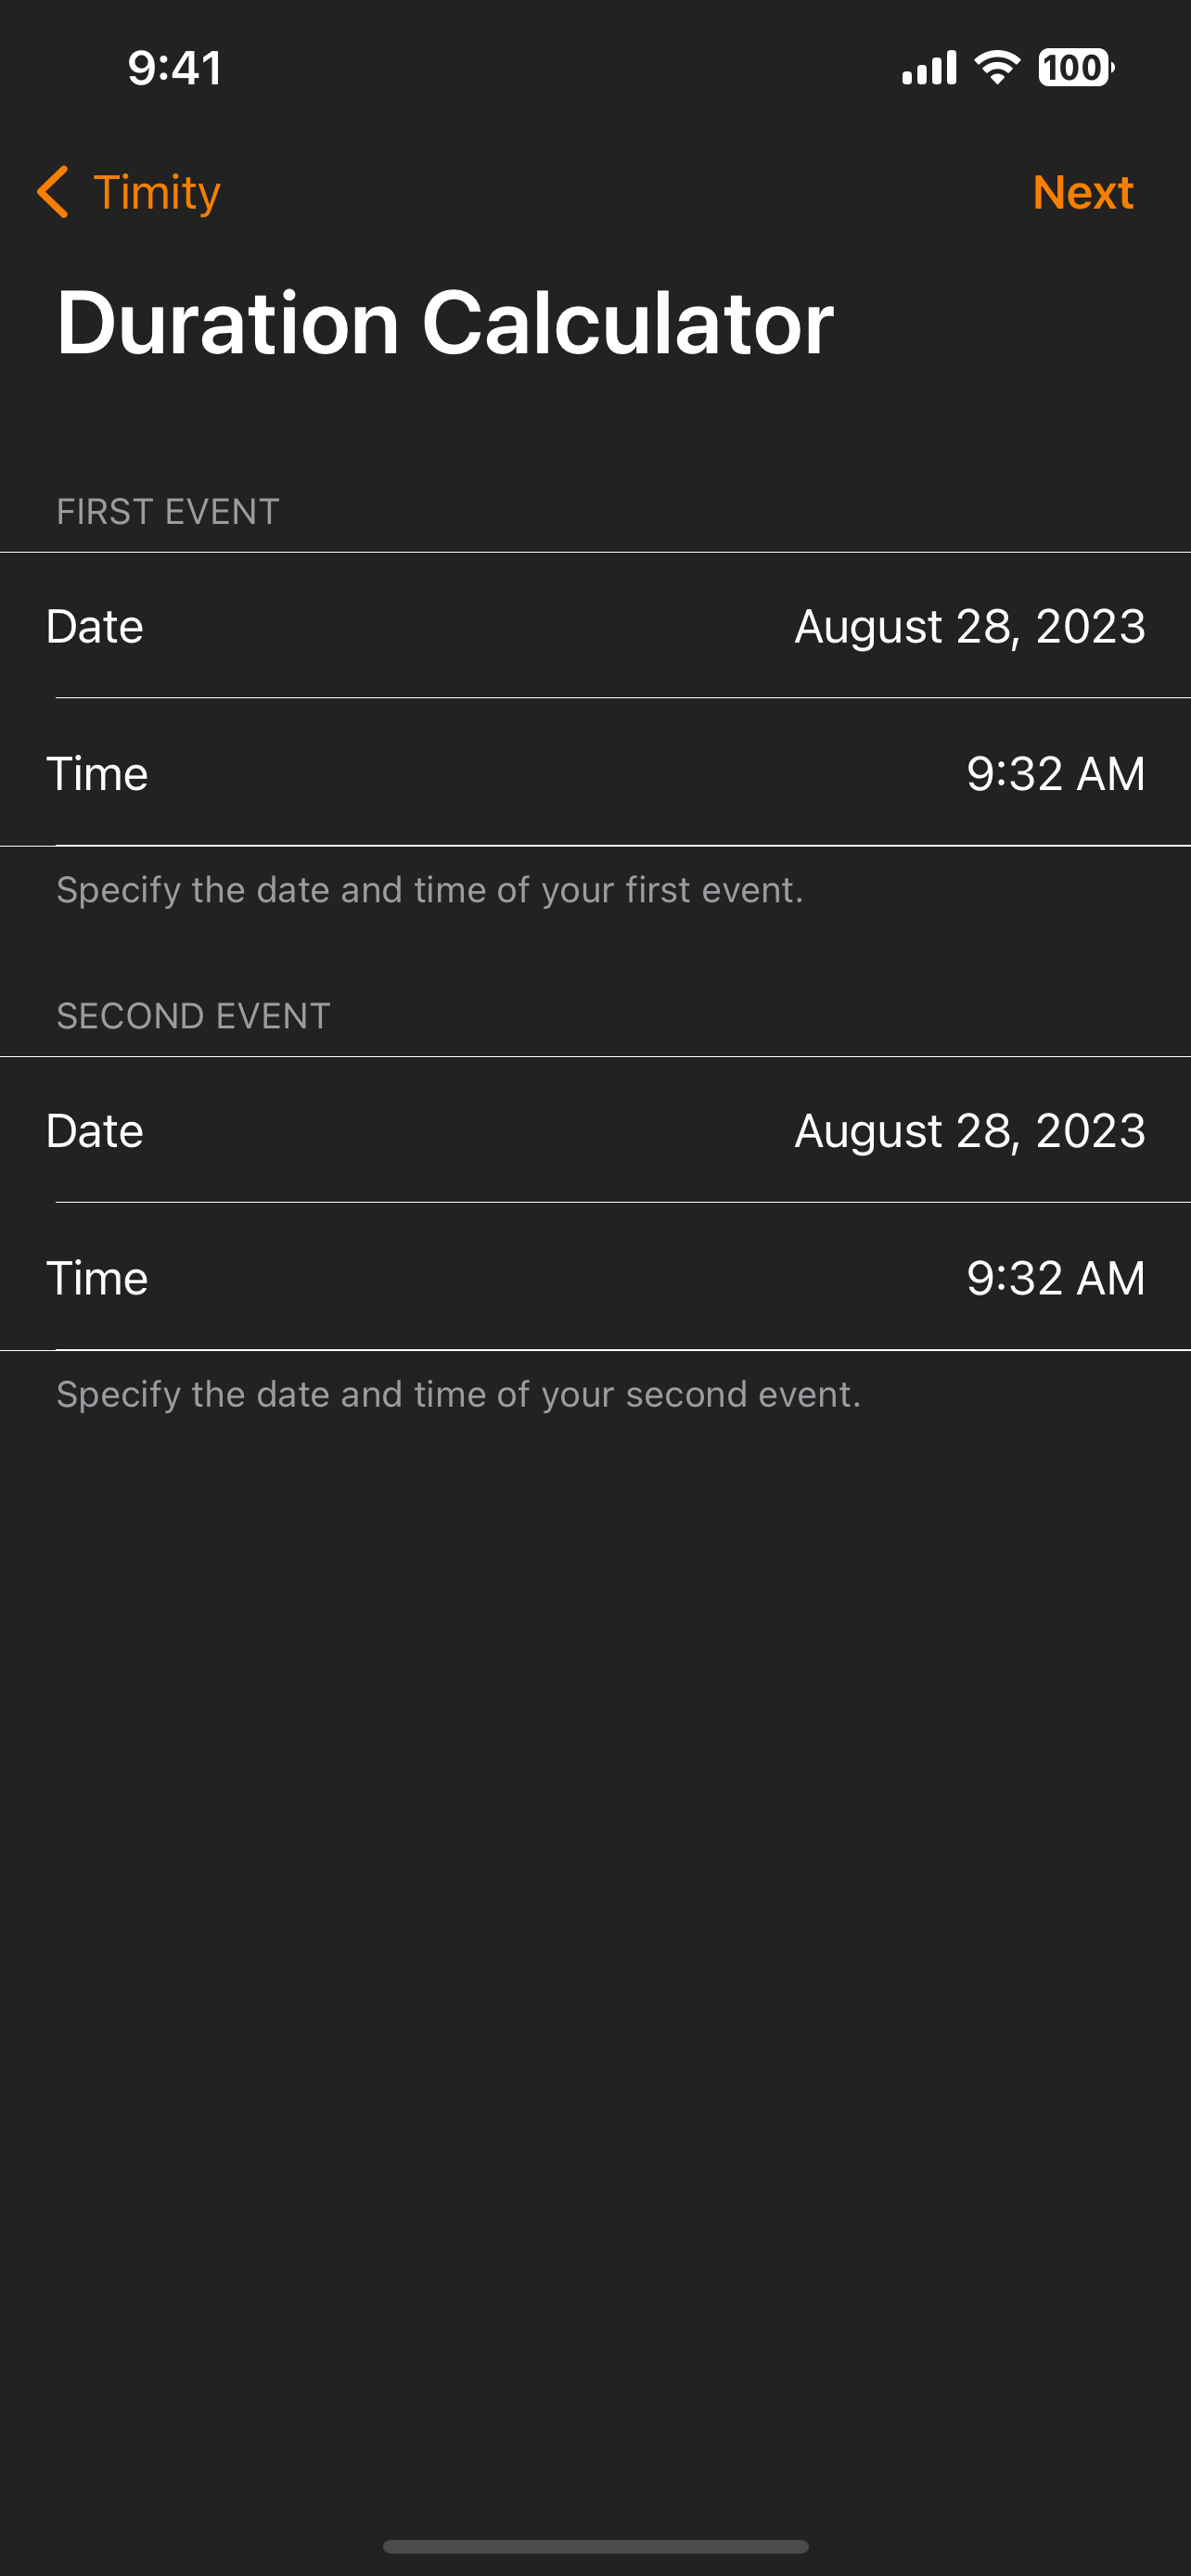 9:41
100
Timity
Next
Duration Calculator
FIRST EVENT
Date
August 28, 2023
Time
9:32 AM
Specify the date and time of your first event.
SECOND EVENT
Date
August 28, 2023
Time
9:32 AM
Specify the date and time of your second event.